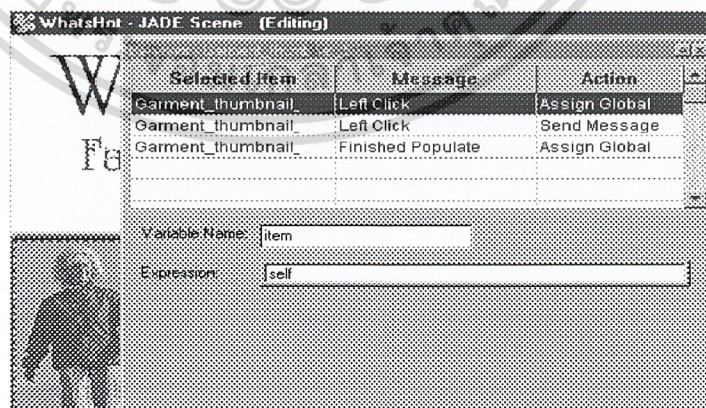 WhatsHot - JADE Scene (Editing)
W
Fa
Selected Item Message Action
Garment_thumbnail_ Left Click Assign Global
Garment_thumbnail_ Left Click Send Message
Garment_thumbnail_ Finished Populate Assign Global
Variable Name: item
Expression: self